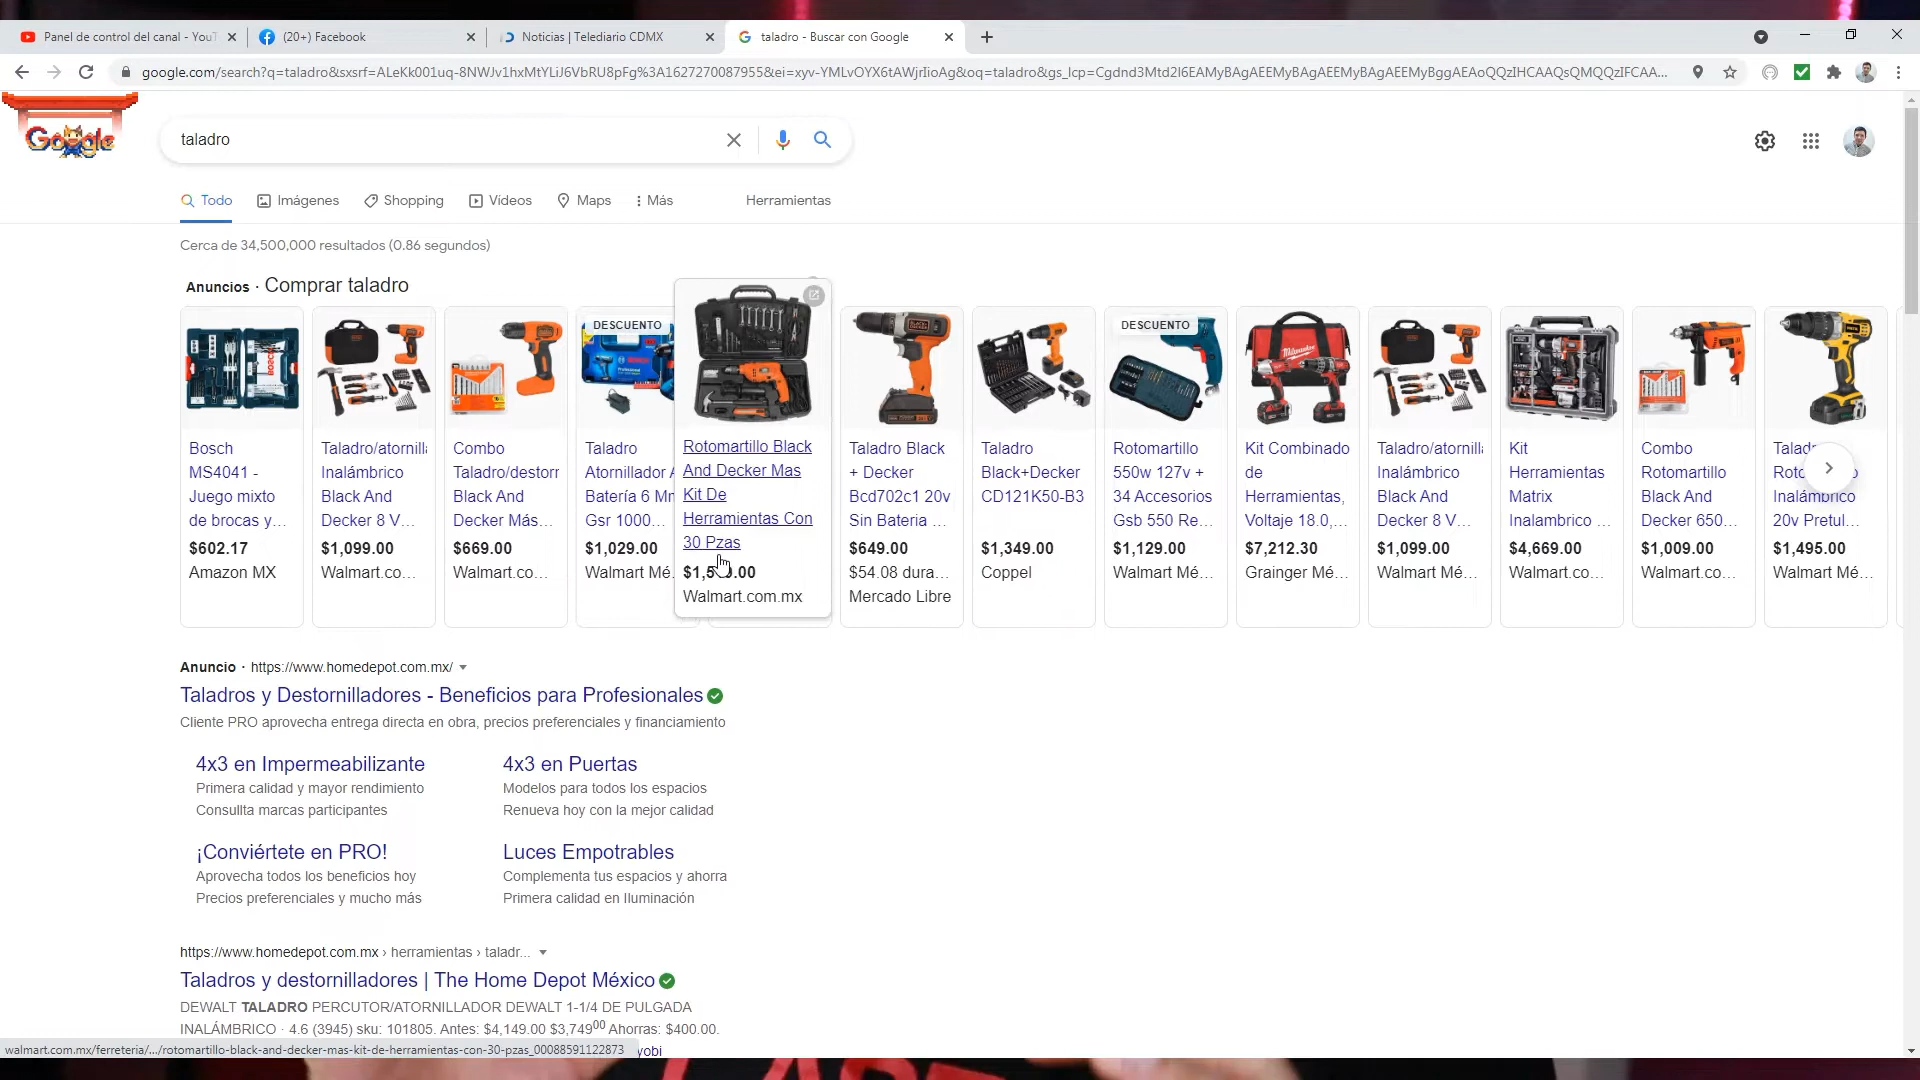 Panel de control del canal - YouT
(20+) Facebook
Noticias | Telediario CDMX
taladro - Buscar con Google
google.com/search?q=taladro&sxsrf=ALeKk001uq-8NWJv1hxMtYLiJ6VbRU8pFg%3A1627270087955&ei=xyv-YMLvOYX6tAWjrIioAg&oq=taladro&gs_lcp=Cgdnd3Mtd2l6EAMyBAgAEEMyBAgAEEMyBAgAEEMyBggAEAoQQzIHCAAQsQMQQzIFCAA...
Google
taladro
Todo
Imágenes
Shopping
Videos
Maps
Más
Herramientas
Cerca de 34,500,000 resultados (0.86 segundos)
Anuncios · Comprar taladro
Bosch
MS4041 -
Juego mixto
de brocas y...
$602.17
Amazon MX
Taladro/atornilla
Inalámbrico
Black And
Decker 8 V...
$1,099.00
Walmart.co...
Combo
Taladro/destorn
Black And
Decker Más...
$669.00
Walmart.co...
DESCUENTO
Taladro
Atornillador A
Batería 6 Mm
Gsr 1000...
$1,029.00
Walmart Mé...
Rotomartillo Black
And Decker Mas
Kit De
Herramientas Con
30 Pzas
Walmart.com.mx
Taladro Black
+ Decker
Bcd702c1 20v
Sin Bateria ...
$649.00
$54.08 dura...
Mercado Libre
Taladro
Black+Decker
CD121K50-B3
$1,349.00
Coppel
DESCUENTO
Rotomartillo
550w 127v +
34 Accesorios
Gsb 550 Re...
$1,129.00
Walmart Mé...
Milwaukee
Kit Combinado
de
Herramientas,
Voltaje 18.0,...
$7,212.30
Grainger Mé...
Taladro/atornilla
Inalámbrico
Black And
Decker 8 V...
$1,099.00
Walmart Mé...
Kit
Herramientas
Matrix
Inalambrico ...
$4,669.00
Walmart.co...
Combo
Rotomartillo
Black And
Decker 650...
$1,009.00
Walmart.co...
Inalámbrico
20v Pretul...
$1,495.00
Walmart Mé...
Anuncio · https://www.homedepot.com.mx/
Taladros y Destornilladores - Beneficios para Profesionales
Cliente PRO aprovecha entrega directa en obra, precios preferenciales y financiamiento
4x3 en Impermeabilizante
Primera calidad y mayor rendimiento
Consullta marcas participantes
4x3 en Puertas
Modelos para todos los espacios
Renueva hoy con la mejor calidad
¡Conviértete en PRO!
Aprovecha todos los beneficios hoy
Precios preferenciales y mucho más
Luces Empotrables
Complementa tus espacios y ahorra
Primera calidad en Iluminación
https://www.homedepot.com.mx › herramientas › taladr...
Taladros y destornilladores | The Home Depot México
DEWALT TALADRO PERCUTOR/ATORNILLADOR DEWALT 1-1/4 DE PULGADA
INALÁMBRICO · 4.6 (3945) sku: 101805. Antes: $4,149.00 $3,749⁰⁰ Ahorras: $400.00.
walmart.com.mx/ferreteria/.../rotomartillo-black-and-decker-mas-kit-de-herramientas-con-30-pzas_00088591122873
yobi